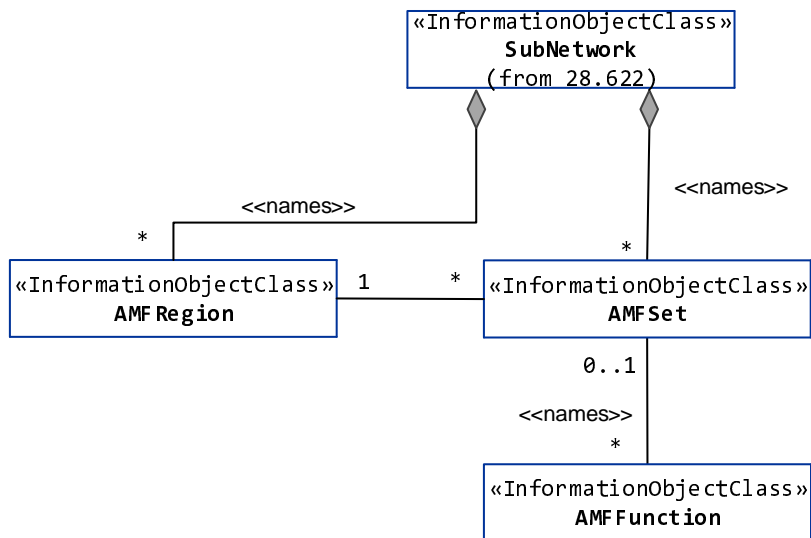 «InformationObjectClass»
SubNetwork
(from 28.622)
<<names>>
<<names>>
*
*
«InformationObjectClass»
AMFRegion
1
*
«InformationObjectClass»
AMFSet
0..1
<<names>>
*
«InformationObjectClass»
AMFFunction